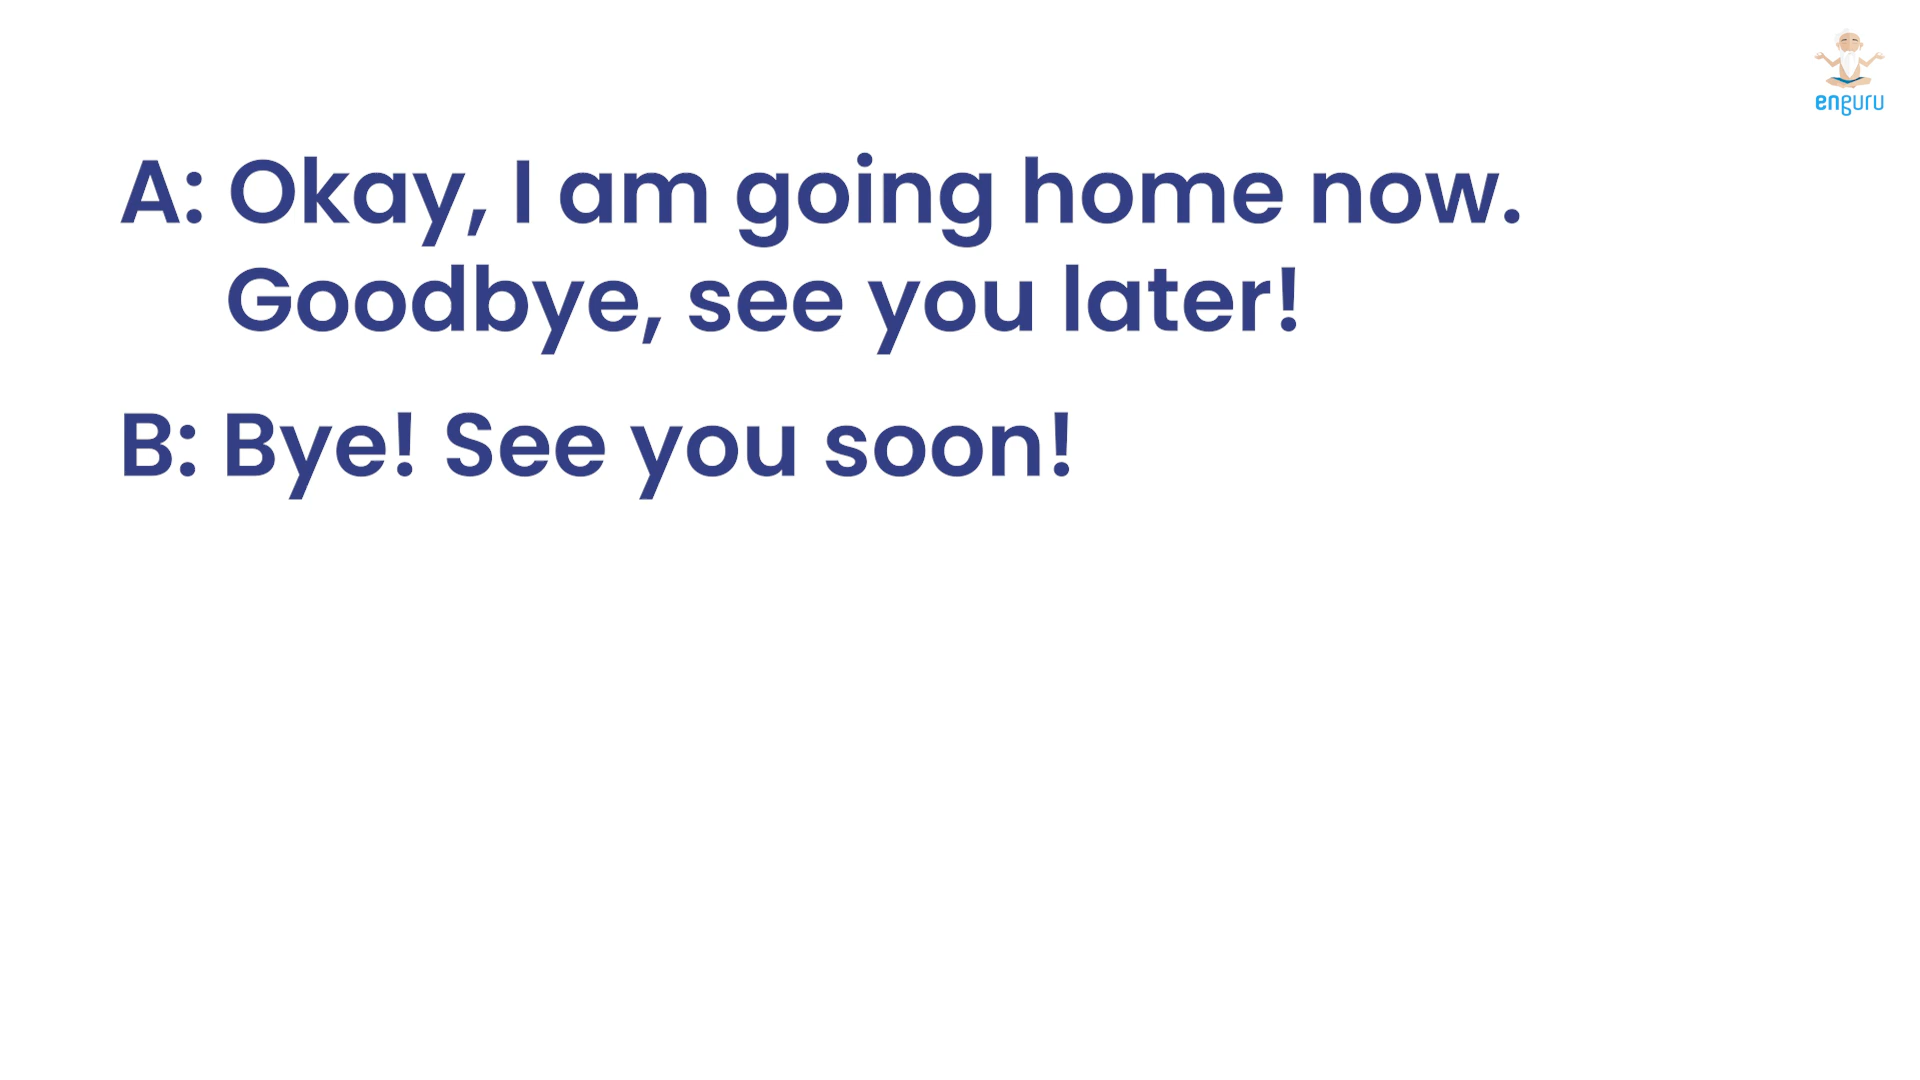 enguru
A: Okay, I am going home now.
Goodbye, see you later!
B: Bye! See you soon!